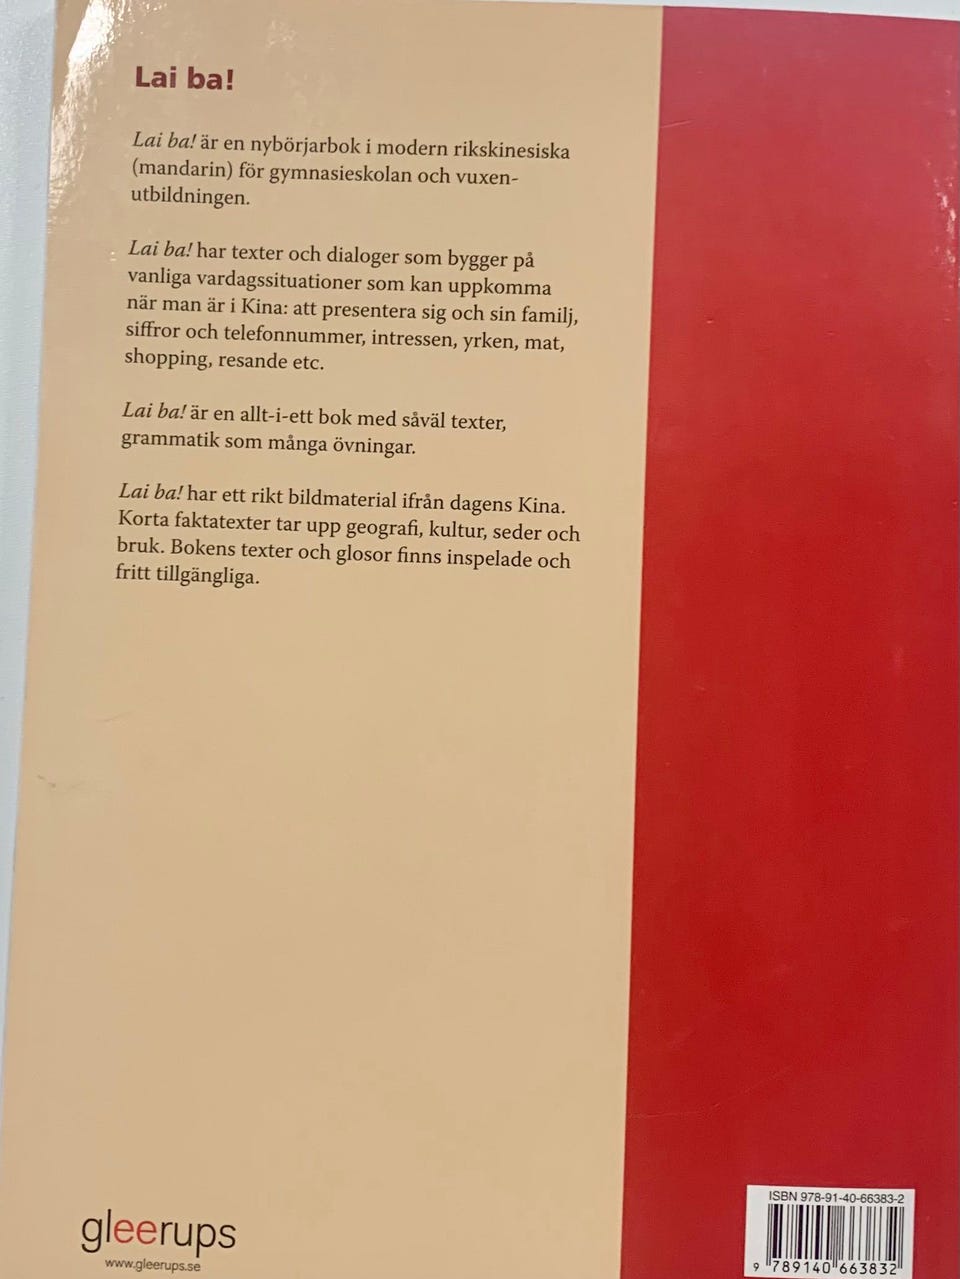 Lai ba!
Lai ba! är en nybörjarbok i modern rikskinesiska
(mandarin) för gymnasieskolan och vuxen-
utbildningen.
Lai ba! har texter och dialoger som bygger på
vanliga vardagssituationer som kan uppkomma
när man är i Kina: att presentera sig och sin familj,
siffror och telefonnummer, intressen, yrken, mat,
shopping, resande etc.
Lai ba! är en allt-i-ett bok med såväl texter,
grammatik som många övningar.
Lai ba! har ett rikt bildmaterial ifrån dagens Kina.
Korta faktatexter tar upp geografi, kultur, seder och
bruk. Bokens texter och glosor finns inspelade och
fritt tillgängliga.
gleerups
www.gleerups.se
ISBN 978-91-40-66383-2
9 789140 663832